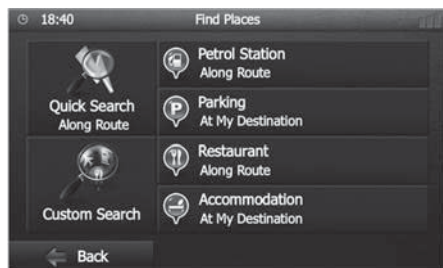 18:40 Find Places
Quick Search
Along Route
Custom Search
Petrol Station
Along Route
P
Parking
At My Destination
Restaurant
Along Route
Accommodation
At My Destination
Back